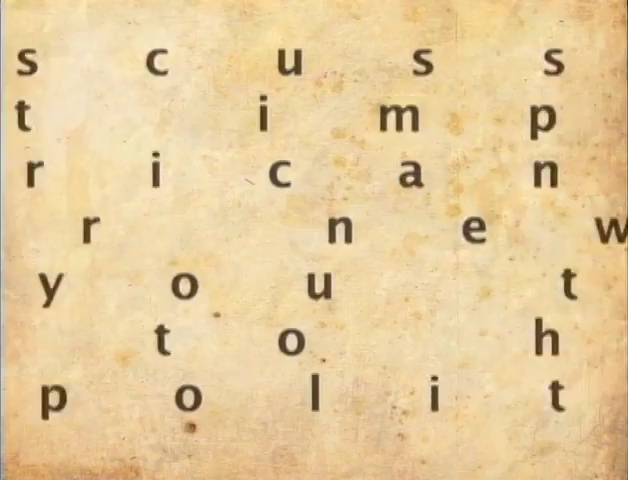 s c u s s
t i m p
r i c a n
r n e w
y o u t
t o h
p o l i t